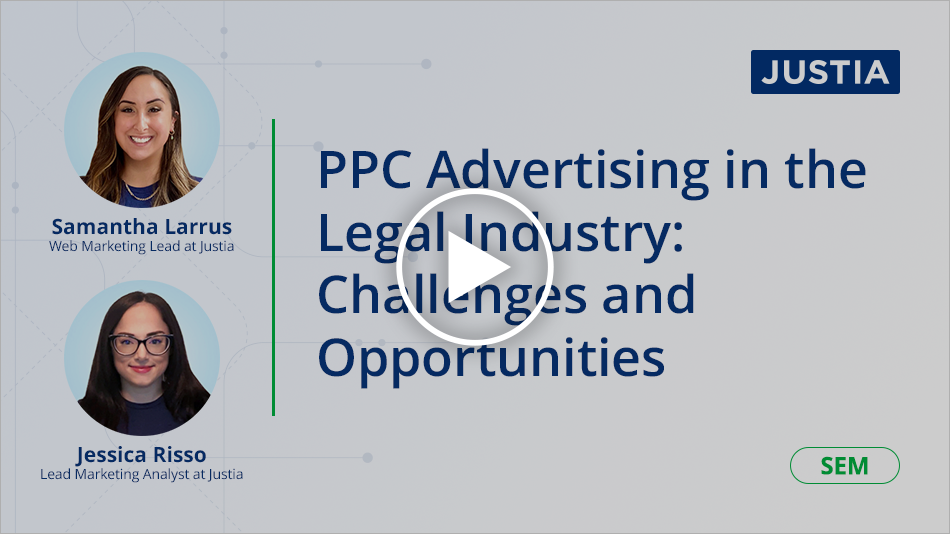 JUSTIA
Samantha Larrus
Web Marketing Lead at Justia
Jessica Risso
Lead Marketing Analyst at Justia
PPC Advertising in the
Legal Industry:
Challenges and
Opportunities
SEM